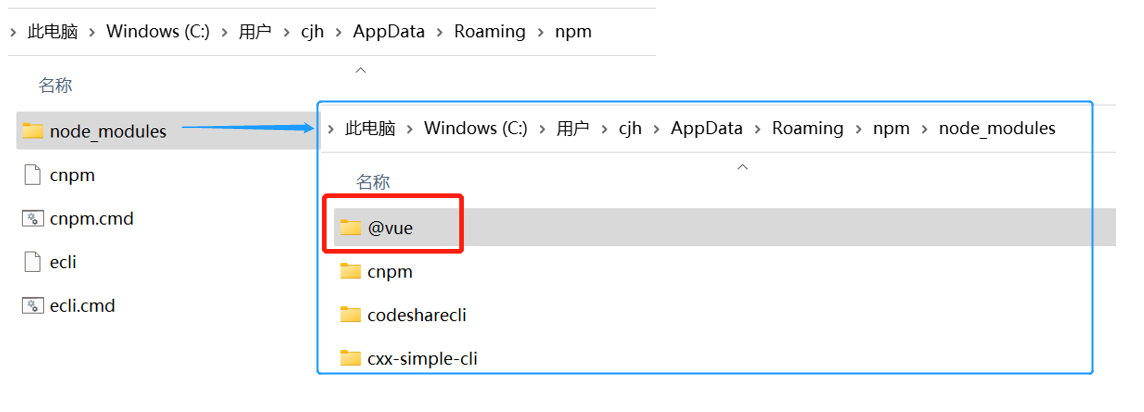 此电脑 > Windows (C:) > 用户 > cjh > AppData > Roaming > npm
名称
node_modules
cnpm
cnpm.cmd
ecli
ecli.cmd
此电脑 > Windows (C:) > 用户 > cjh > AppData > Roaming > npm > node_modules
名称
@vue
cnpm
codesharecli
cxx-simple-cli